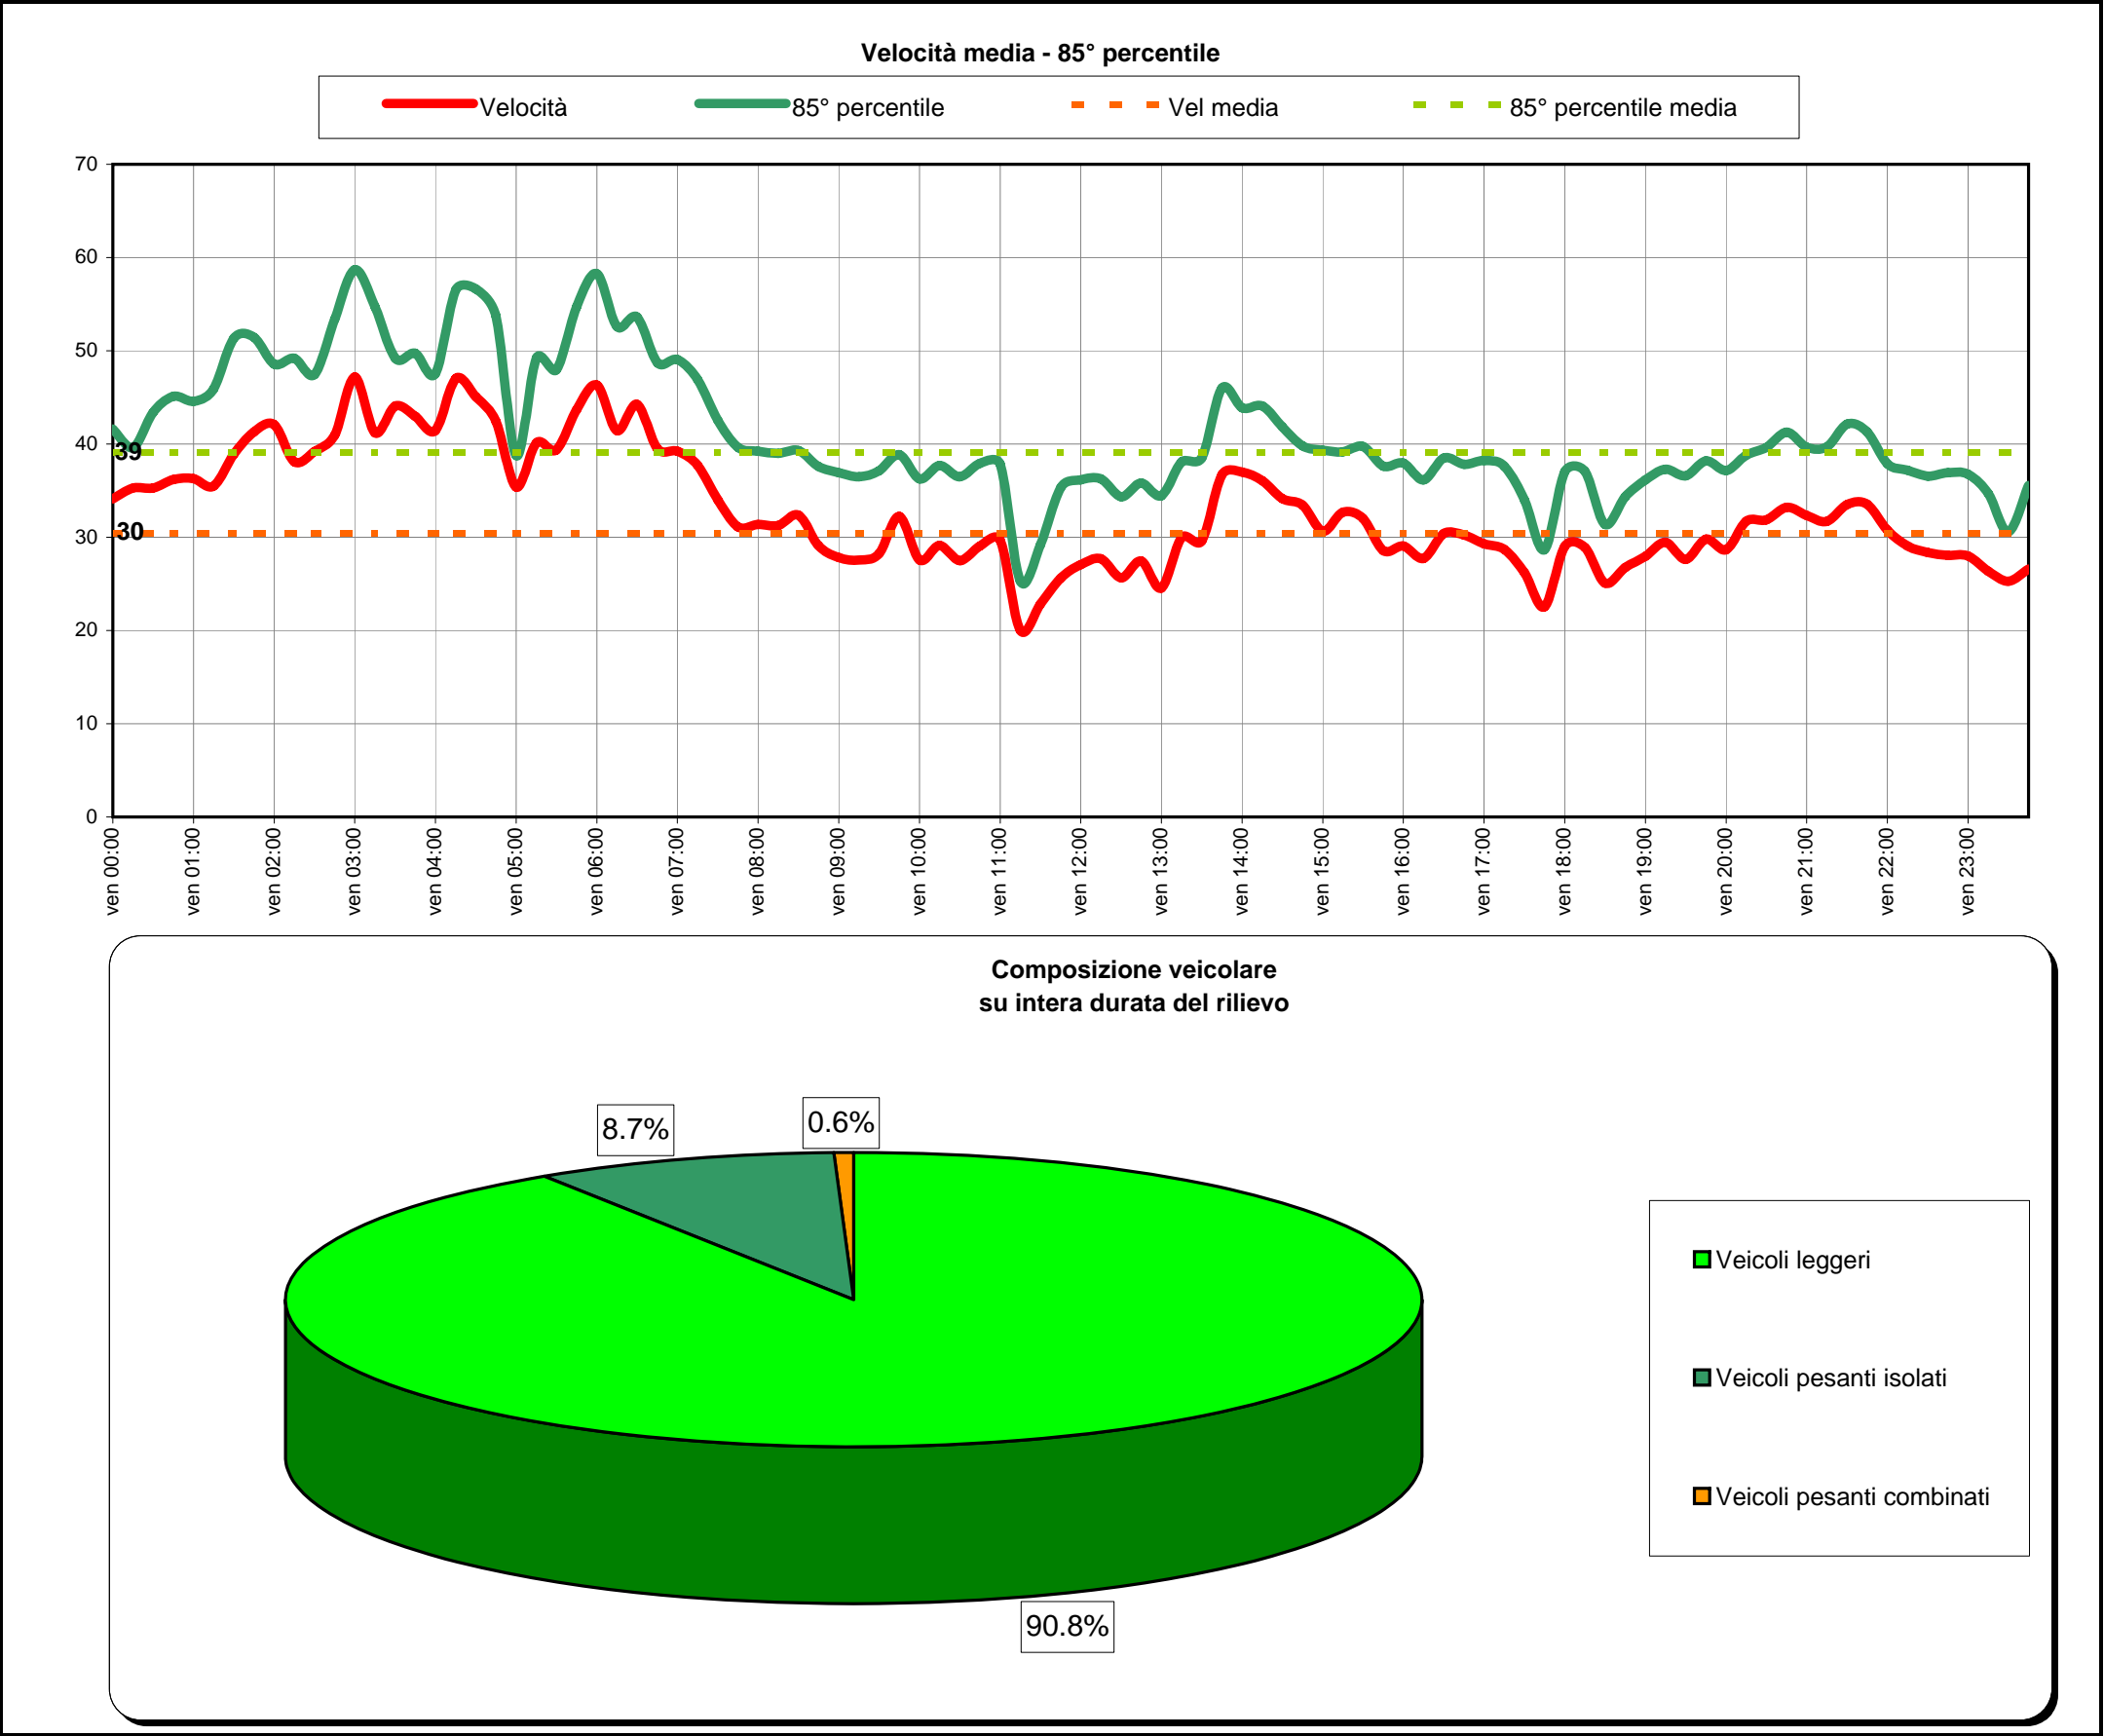 Velocità media - 85° percentile
Velocità 85° percentile Vel media 85° percentile media
70
60
50
40
39
30
30
20
10
0
ven 00:00
ven 01:00
ven 02:00
ven 03:00
ven 04:00
ven 05:00
ven 06:00
ven 07:00
ven 08:00
ven 09:00
ven 10:00
ven 11:00
ven 12:00
ven 13:00
ven 14:00
ven 15:00
ven 16:00
ven 17:00
ven 18:00
ven 19:00
ven 20:00
ven 21:00
ven 22:00
ven 23:00
Composizione veicolare
su intera durata del rilievo
8.7%
0.6%
90.8%
Veicoli leggeri
Veicoli pesanti isolati
Veicoli pesanti combinati